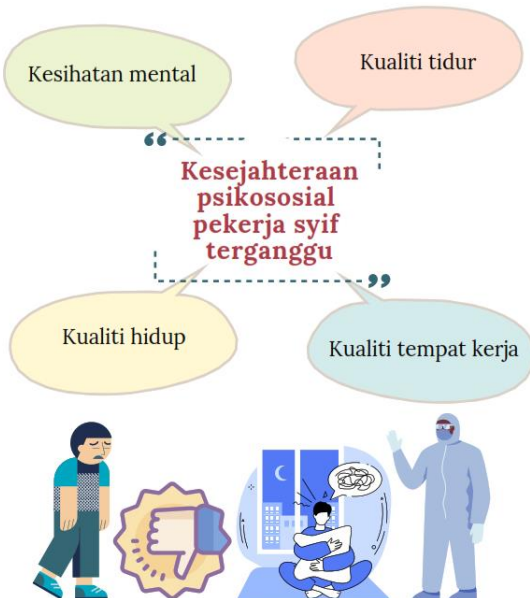 Kesihatan mental
Kualiti tidur
“
Kesejahteraan
psikososial
pekerja syif
terganggu
”
Kualiti hidup
Kualiti tempat kerja